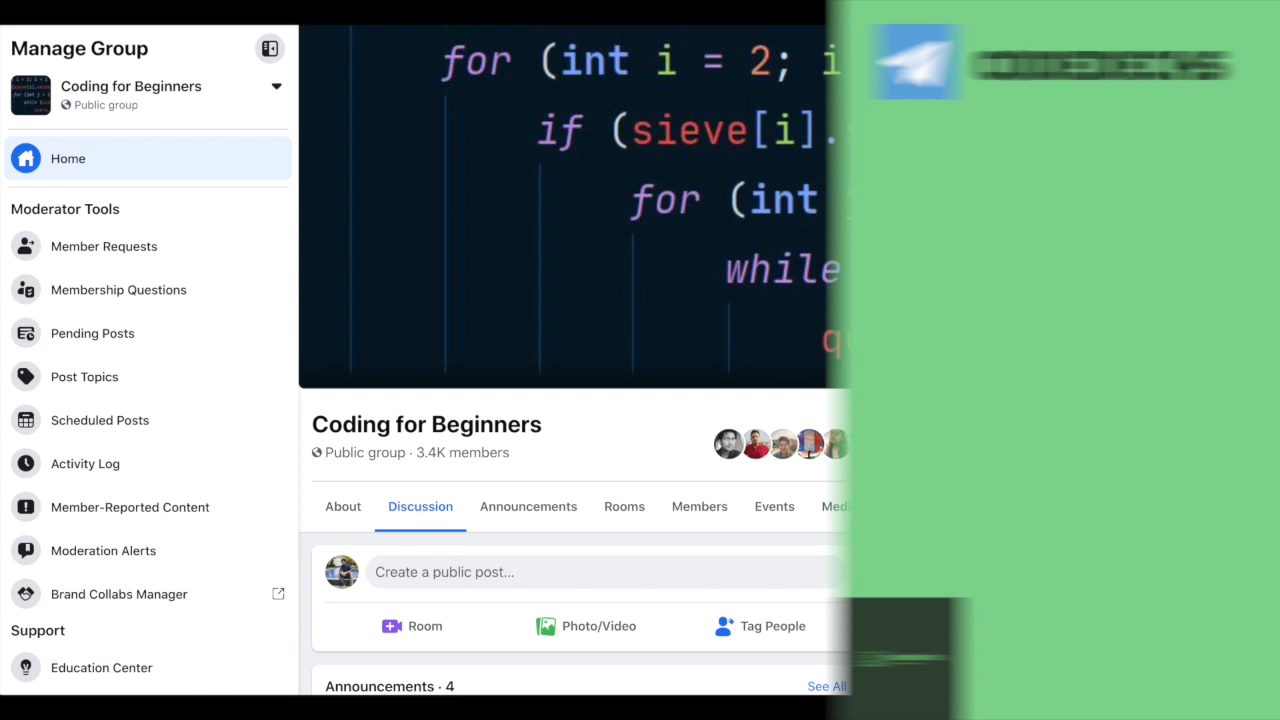 Manage Group
Coding for Beginners
Public group
Home
Moderator Tools
Member Requests
Membership Questions
Pending Posts
Post Topics
Scheduled Posts
Activity Log
Member-Reported Content
Moderation Alerts
Brand Collabs Manager
Support
Education Center
for (int i = 2; i
if (sieve[i].
for (int
while
Coding for Beginners
Public group · 3.4K members
About Discussion Announcements Rooms Members Events
Create a public post...
Room Photo/Video Tag People
Announcements · 4 See All